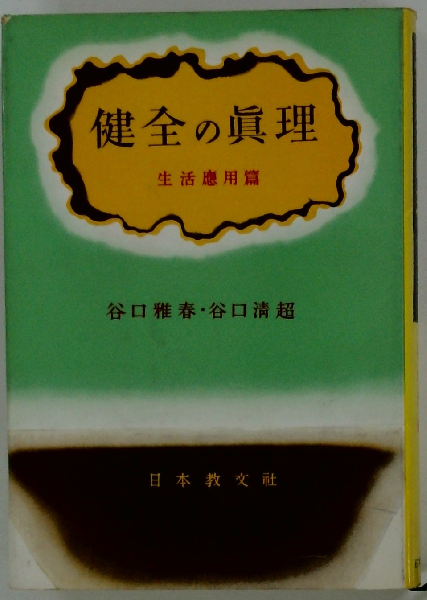 健全の眞理
生活應用篇
谷口雅春・谷口淸超
日本教文社